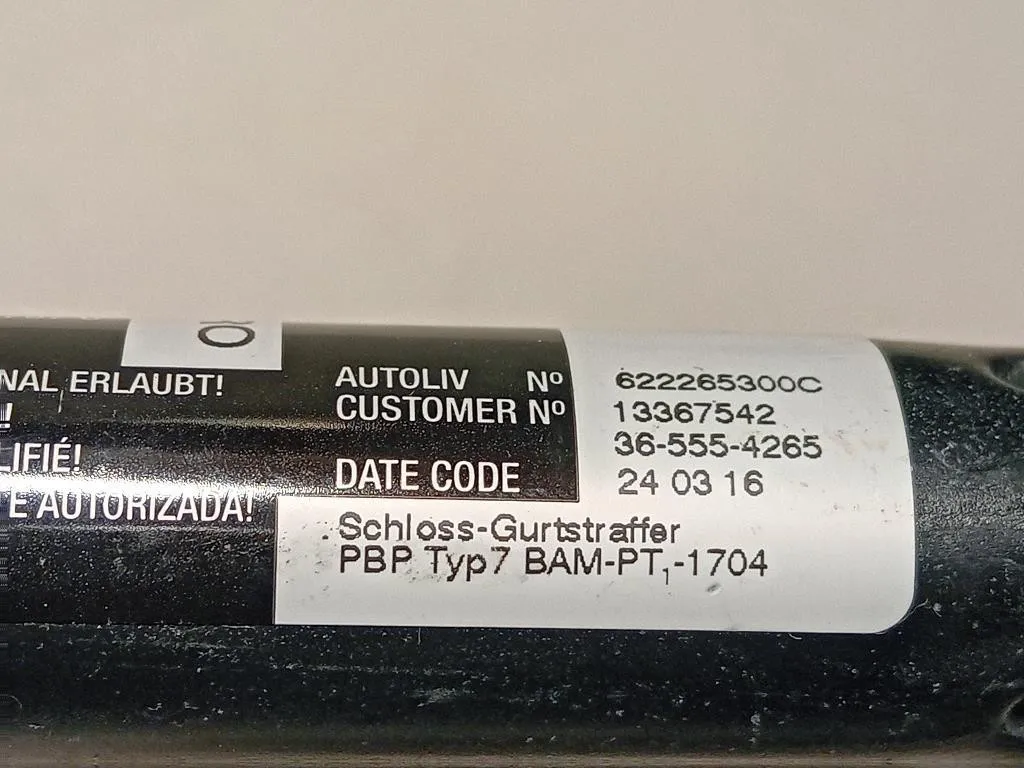 NAL ERLAUBT!
LIFIÉ!
E AUTORIZADA!
AUTOLIV Nº 622265300C
CUSTOMER Nº 13367542
36-555-4265
DATE CODE 24 03 16
Schloss-Gurtstraffer
PBP Typ7 BAM-PT1-1704